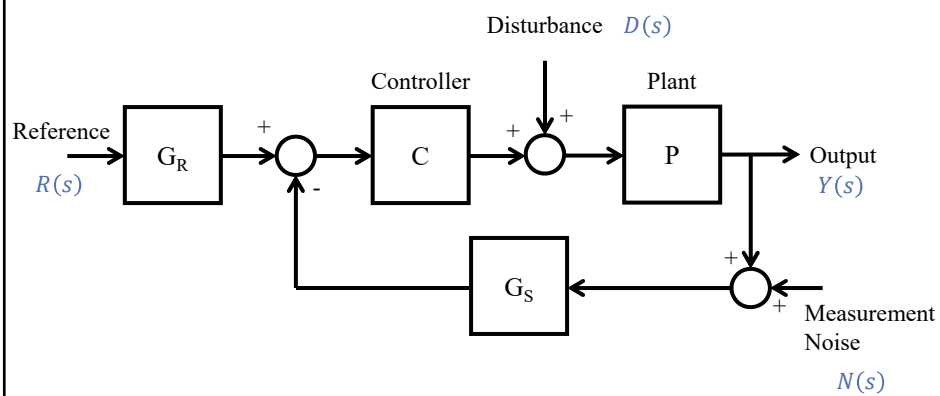 Disturbance D(s)
Controller
Plant
Reference
R(s)
G_R
+
-
C
+
+
P
Output
Y(s)
G_S
+
+
Measurement
Noise
N(s)